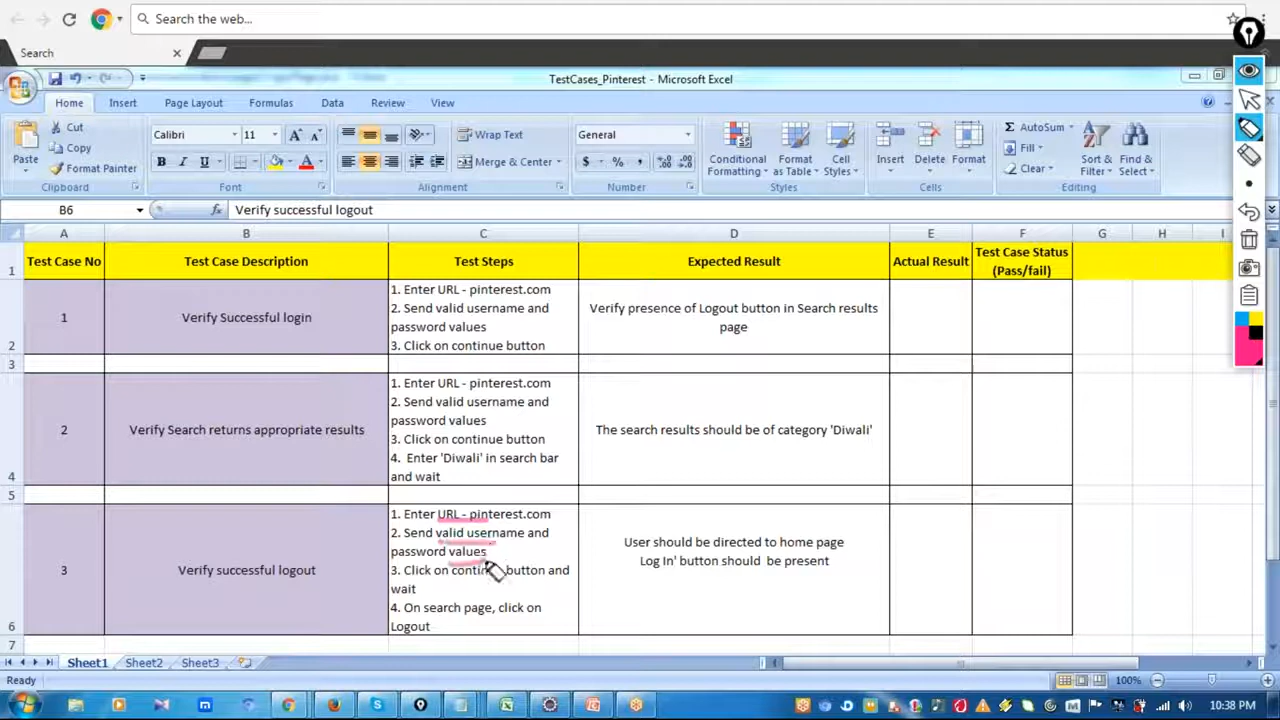 Search the web...
Search
TestCases_Pinterest - Microsoft Excel
Home Insert Page Layout Formulas Data Review View
Paste
Cut
Copy
Format Painter
Clipboard
Calibri 11
B I U
Font
Wrap Text
Merge & Center
Alignment
General
$ % ,
Number
Conditional Formatting
Format as Table
Cell Styles
Styles
Insert Delete Format
Cells
AutoSum
Fill
Clear
Sort & Filter
Find & Select
Editing
B6 fx Verify successful logout
A B C D E F G H I
1 Test Case No Test Case Description Test Steps Expected Result Actual Result Test Case Status
(Pass/fail)
1 Verify Successful login
1. Enter URL - pinterest.com
2. Send valid username and
password values
3. Click on continue button
Verify presence of Logout button in Search results
page
2
3
2 Verify Search returns appropriate results
1. Enter URL - pinterest.com
2. Send valid username and
password values
3. Click on continue button
4. Enter 'Diwali' in search bar
and wait
The search results should be of category 'Diwali'
4
5
3 Verify successful logout
1. Enter URL - pinterest.com
2. Send valid username and
password values
3. Click on button and
wait
4. On search page, click on
Logout
User should be directed to home page
Log In' button should be present
6
7
Sheet1 Sheet2 Sheet3
Ready 100%
10:38 PM